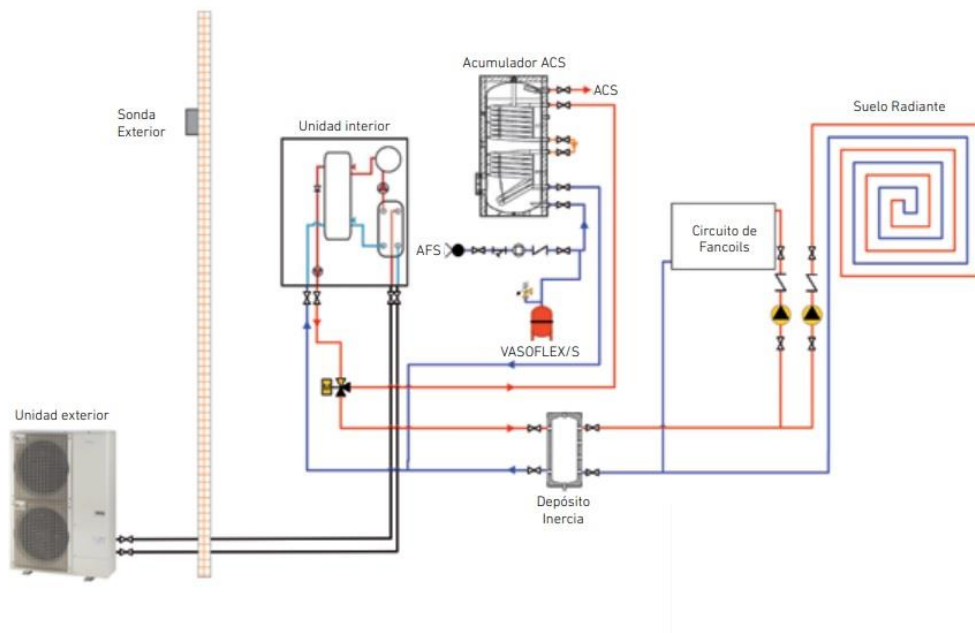 Acumulador ACS
ACS
Sonda
Exterior
Unidad interior
Suelo Radiante
Circuito de
Fancoils
AFS
VASOFLEX/S
Unidad exterior
Depósito
Inercia